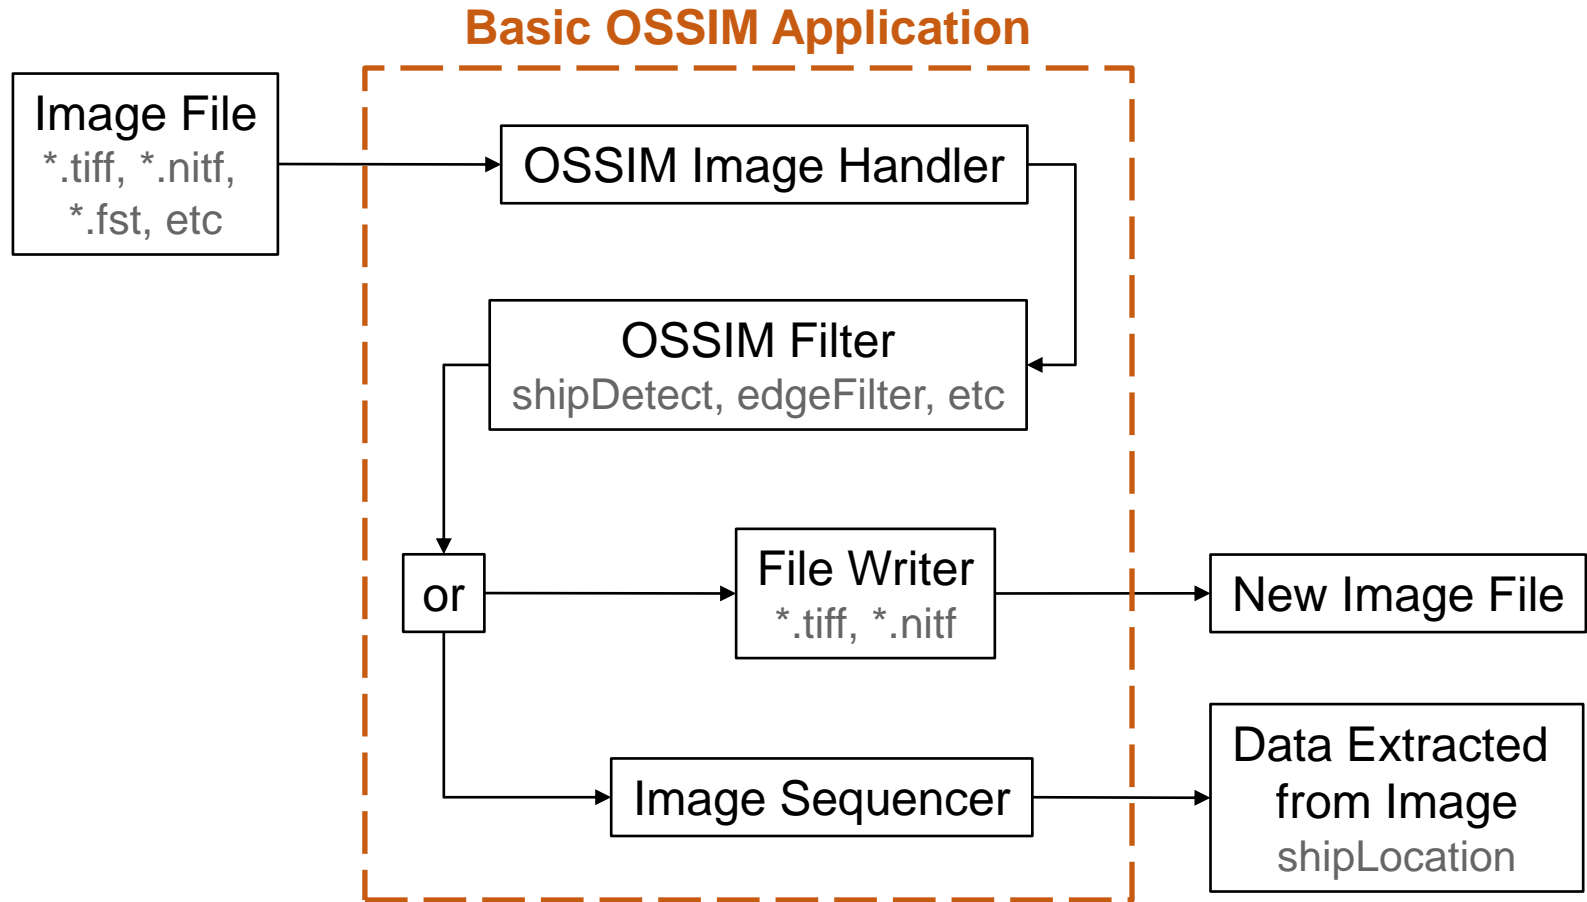 Basic OSSIM Application
Image File
*.tiff, *.nitf,
*.fst, etc
OSSIM Image Handler
OSSIM Filter
shipDetect, edgeFilter, etc
or
File Writer
*.tiff, *.nitf
New Image File
Image Sequencer
Data Extracted
from Image
shipLocation